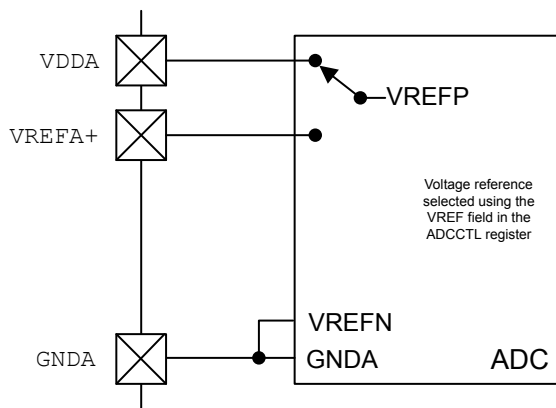 VDDA
VREFP
VREFA+
Voltage reference
selected using the
VREF field in the
ADCCTL register
VREFN
GNDA
GNDA
ADC